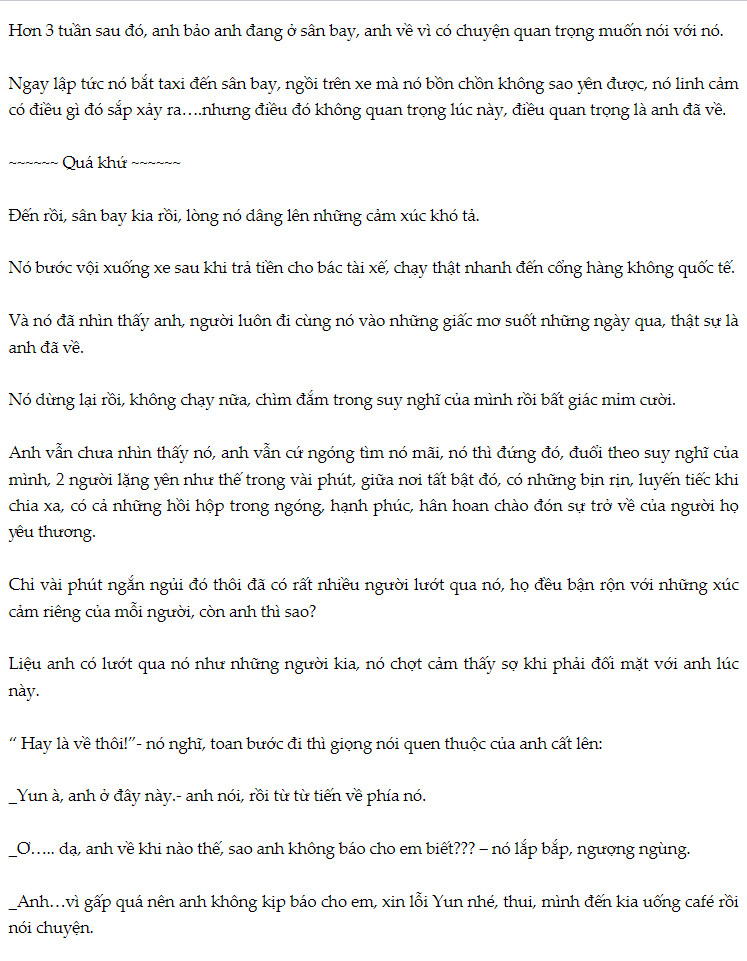 Hơn 3 tuần sau đó, anh bảo anh đang ở sân bay, anh về vì có chuyện quan trọng muốn nói với nó.
Ngay lập tức nó bắt taxi đến sân bay, ngồi trên xe mà nó bồn chồn không sao yên được, nó linh cảm
có điều gì đó sắp xảy ra….nhưng điều đó không quan trọng lúc này, điều quan trọng là anh đã về.
~~~~~~ Quá khứ ~~~~~~
Đến rồi, sân bay kia rồi, lòng nó dâng lên những cảm xúc khó tả.
Nó bước vội xuống xe sau khi trả tiền cho bác tài xế, chạy thật nhanh đến cổng hàng không quốc tế.
Và nó đã nhìn thấy anh, người luôn đi cùng nó vào những giấc mơ suốt những ngày qua, thật sự là
anh đã về.
Nó dừng lại rồi, không chạy nữa, chìm đắm trong suy nghĩ của mình rồi bất giác mỉm cười.
Anh vẫn chưa nhìn thấy nó, anh vẫn cứ ngóng tìm nó mãi, nó thì đứng đó, đuổi theo suy nghĩ của
mình, 2 người lặng yên như thế trong vài phút, giữa nơi tất bật đó, có những bịn rịn, luyến tiếc khi
chia xa, có cả những hồi hộp trong ngóng, hạnh phúc, hân hoan chào đón sự trở về của người họ
yêu thương.
Chỉ vài phút ngắn ngủi đó thôi đã có rất nhiều người lướt qua nó, họ đều bận rộn với những xúc
cảm riêng của mỗi người, còn anh thì sao?
Liệu anh có lướt qua nó như những người kia, nó chợt cảm thấy sợ khi phải đối mặt với anh lúc
này.
“ Hay là về thôi!”- nó nghĩ, toan bước đi thì giọng nói quen thuộc của anh cất lên:
_Yun à, anh ở đây này.- anh nói, rồi từ từ tiến về phía nó.
_Ơ….. dạ, anh về khi nào thế, sao anh không báo cho em biết??? – nó lắp bắp, ngượng ngùng.
_Anh…vì gấp quá nên anh không kịp báo cho em, xin lỗi Yun nhé, thui, mình đến kia uống café rồi
nói chuyện.